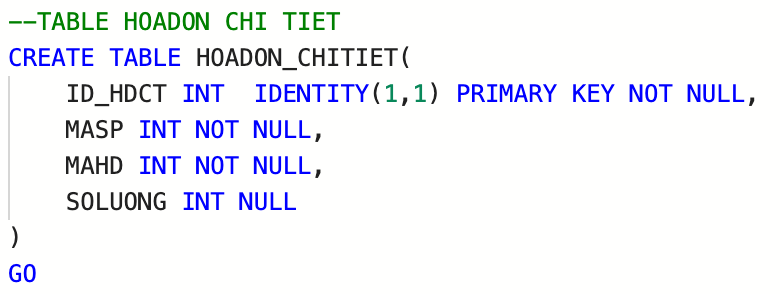 --TABLE HOADON CHI TIET
CREATE TABLE HOADON_CHITIET(
    ID_HDCT INT  IDENTITY(1,1) PRIMARY KEY NOT NULL,
    MASP INT NOT NULL,
    MAHD INT NOT NULL,
    SOLUONG INT NULL
)
GO